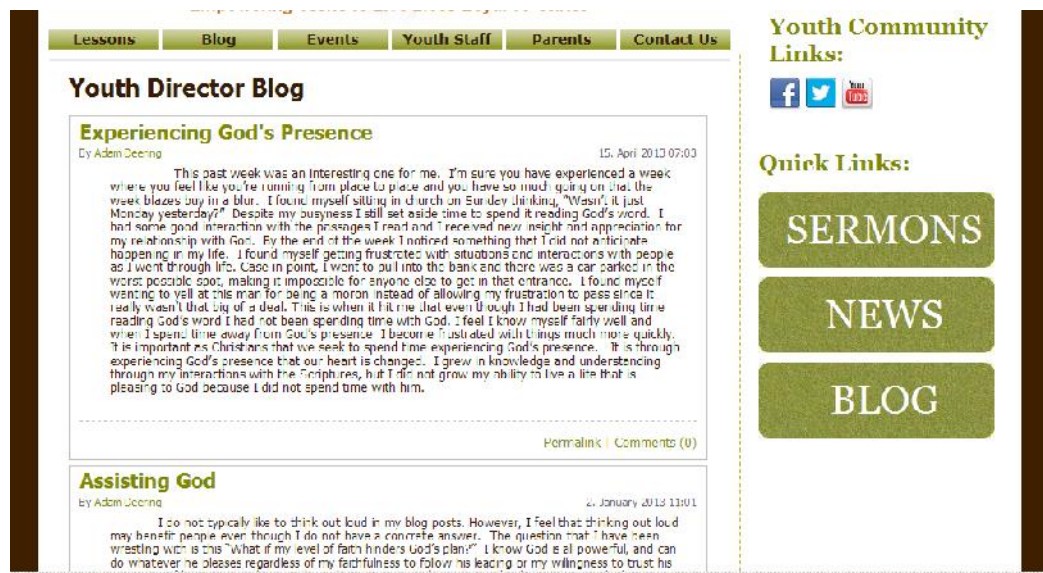 Lessons Blog Events Youth Staff Parents Contact Us
Youth Community
Links:
You
Tube
Youth Director Blog
Experiencing God's Presence
By Adam Deering
15. April 2013 07:03
This past week was an interesting one for me. I'm sure you have experienced a week
where you feel like you're running from place to place and you have so much going on that the
week blazes buy in a blur. I found myself sitting in church on Sunday thinking, "Wasn't it just
Monday yesterday?" Despite my busyness I still set aside time to spend it reading God's word. I
had some good interaction with the passages I read and I received new insight and appreciation for
my relationship with God. By the end of the week I noticed something that I did not anticipate
happening in my life. I found myself getting frustrated with situations and interactions with people
as I went through life. Case in point, I went to pull into the bank and there was a car parked in the
worst possible spot, making it impossible for anyone else to get in that entrance. I found myself
wanting to yell at this man for being a moron instead of allowing my frustration to pass since it
really wasn't that big of a deal. This is when it hit me that even though I had been spending time
reading God's word I had not been spending time with God. I feel I know myself fairly well and
when I spend time away from God's presence I become frustrated with things much more quickly.
It is important as Christians that we seek to spend time experiencing God's presence. It is through
experiencing God's presence that our heart is changed. I grew in knowledge and understanding
through my interactions with the Scriptures, but I did not grow my ability to live a life that is
pleasing to God because I did not spend time with him.
Permalink | Comments (0)
Assisting God
By Adam Deering
2. January 2013 11:01
I do not typically like to think out loud in my blog posts. However, I feel that thinking out loud
may benefit people even though I do not have a concrete answer. The question that I have been
wresting with is this "What if my level of faith hinders God's plan?" I know God is all powerful, and can
do whatever he pleases regardless of my faithfulness to follow his leading or my willingness to trust his
Quick Links:
SERMONS
NEWS
BLOG